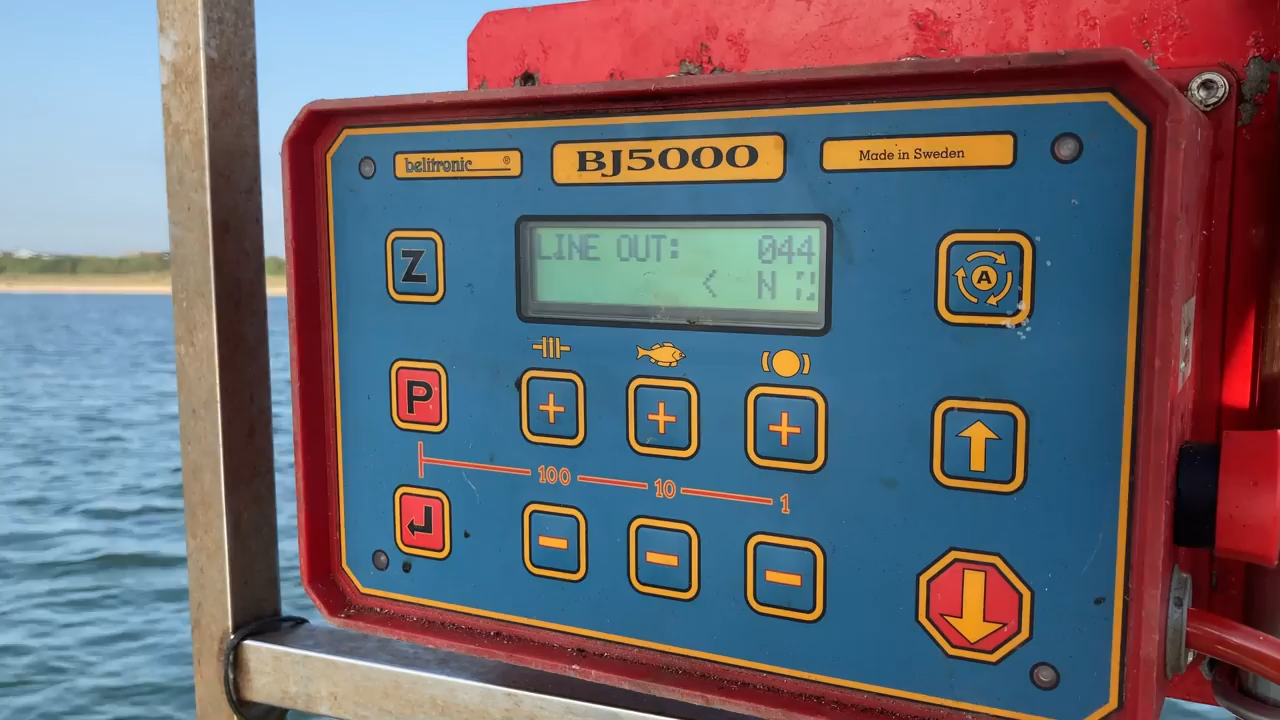 belitronic ®
BJ5000
Made in Sweden
LINE OUT: 044
< N
Z
A
P
100
10
1